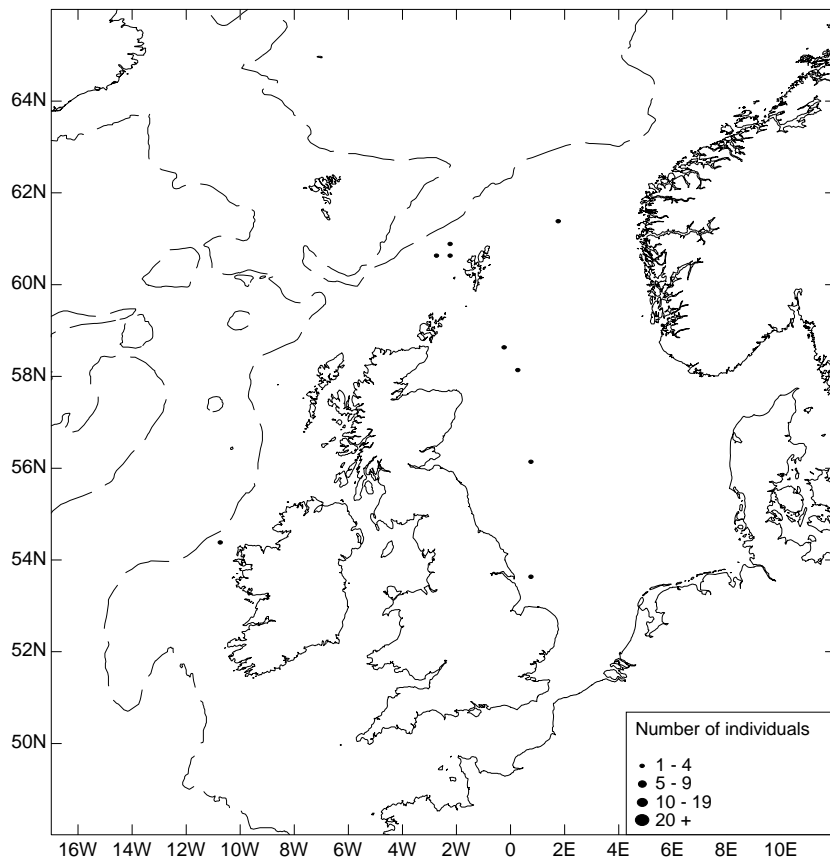 64N
62N
60N
58N
56N
54N
52N
50N
Number of individuals
1 - 4
5 - 9
10 - 19
20 +
16W 14W 12W 10W 8W 6W 4W 2W 0 2E 4E 6E 8E 10E